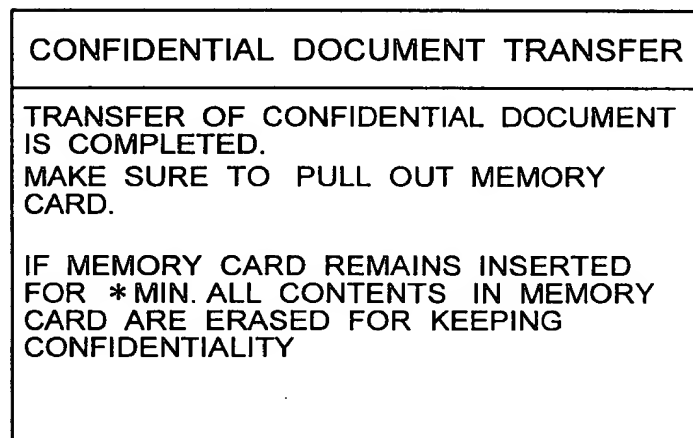 CONFIDENTIAL DOCUMENT TRANSFER
TRANSFER OF CONFIDENTIAL DOCUMENT
IS COMPLETED.
MAKE SURE TO PULL OUT MEMORY
CARD.
IF MEMORY CARD REMAINS INSERTED
FOR *MIN. ALL CONTENTS IN MEMORY
CARD ARE ERASED FOR KEEPING
CONFIDENTIALITY